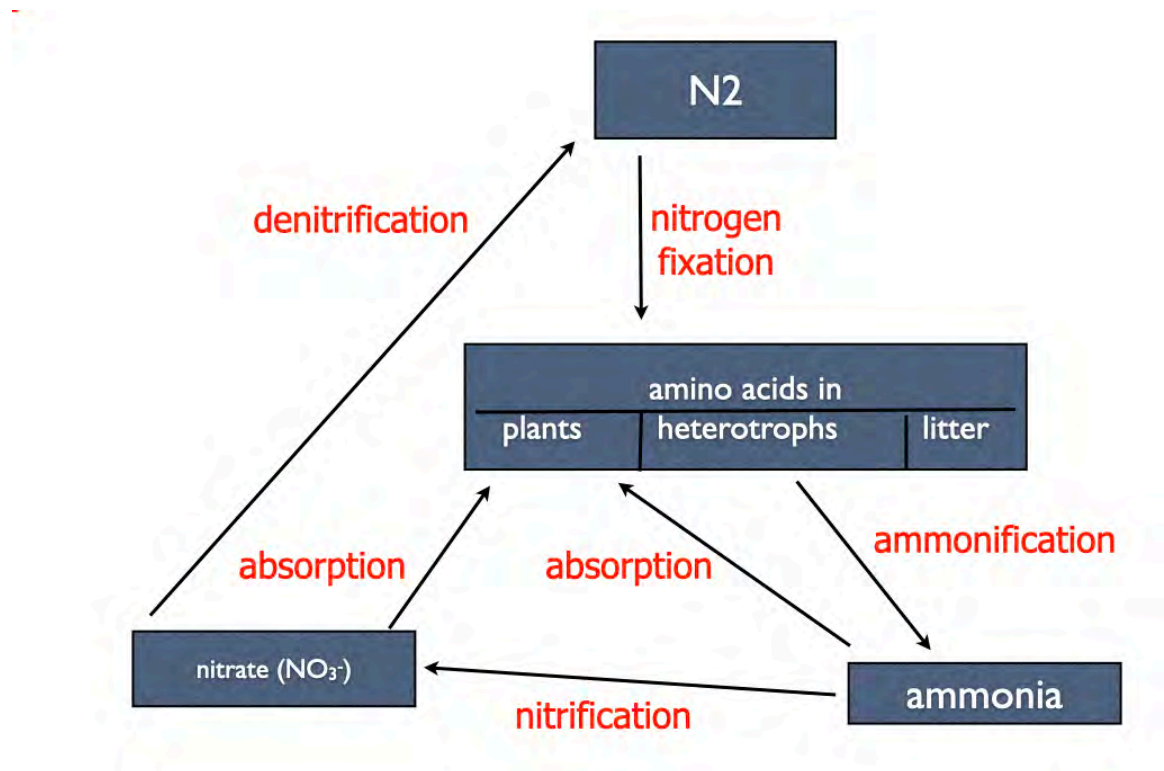 N2
denitrification
nitrogen
fixation
amino acids in
plants heterotrophs litter
ammonification
absorption absorption
nitrate (NO₃-)
ammonia
nitrification